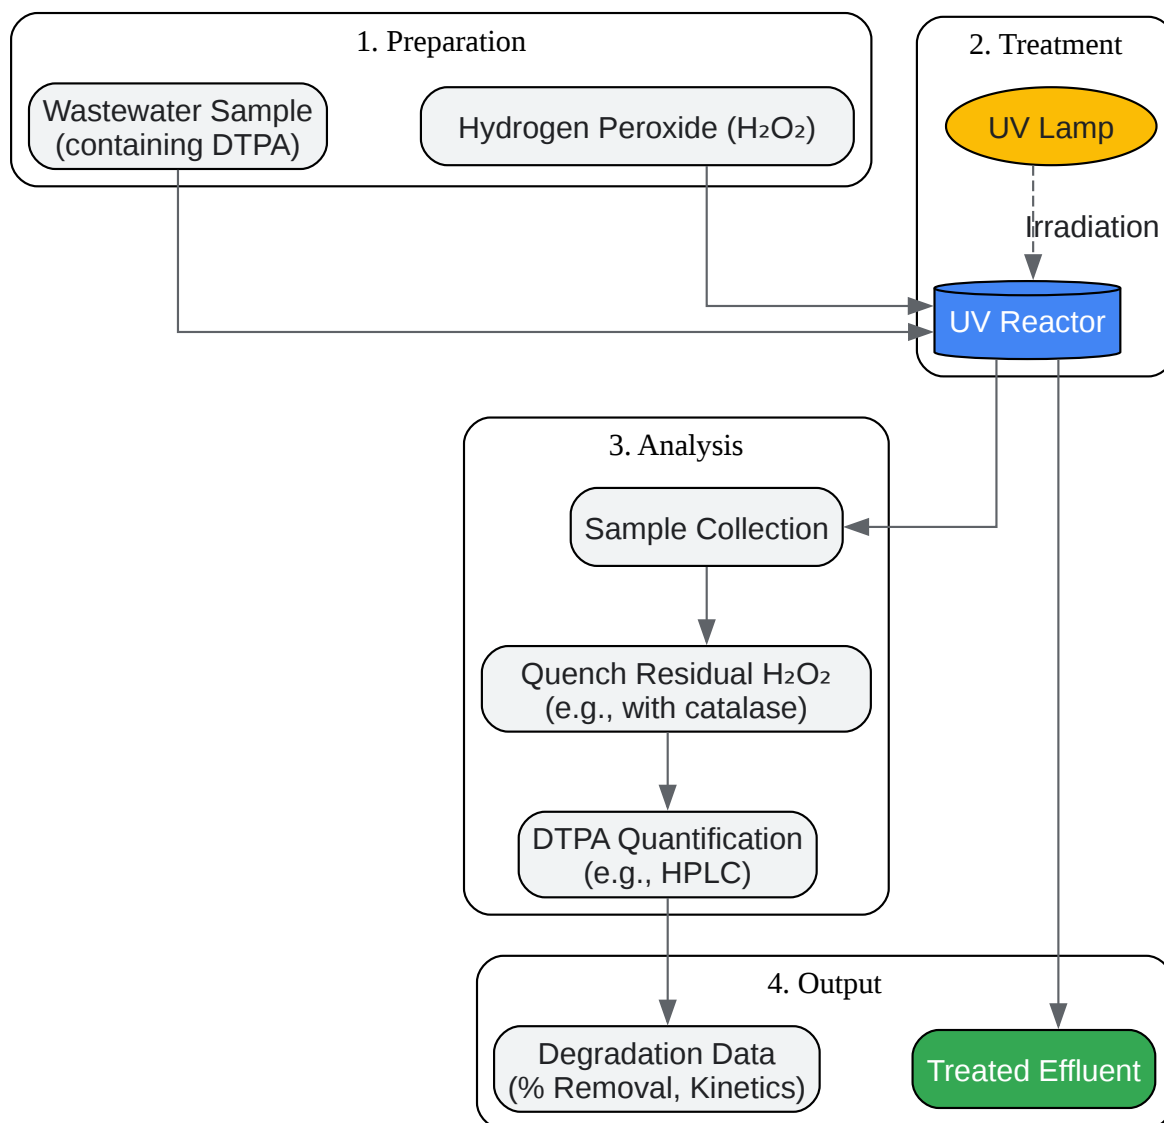 1. Preparation
Wastewater Sample
(containing DTPA)
Hydrogen Peroxide (H₂O₂)
2. Treatment
UV Lamp
Irradiation
UV Reactor
3. Analysis
Sample Collection
Quench Residual H₂O₂
(e.g., with catalase)
DTPA Quantification
(e.g., HPLC)
4. Output
Degradation Data
(% Removal, Kinetics)
Treated Effluent